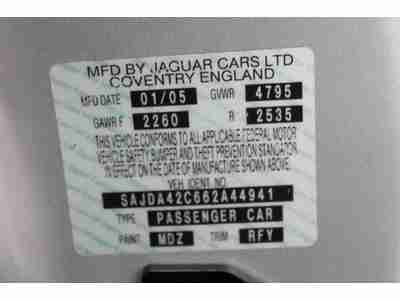 MFD BY JAGUAR CARS LTD
COVENTRY ENGLAND
MFD DATE 01/05 GVWR 4795
GAWR F 2260 R 2535
THIS VEHICLE CONFORMS TO ALL APPLICABLE FEDERAL MOTOR
VEHICLE SAFETY BUMPER AND THEFT PREVENTION STANDARDS
IN EFFECT ON THE DATE OF MANUFACTURE SHOWN ABOVE
VEH. IDENT NO.
SAJDA42C662A44941
TYPE PASSENGER CAR
PAINT MDZ TRIM RFY